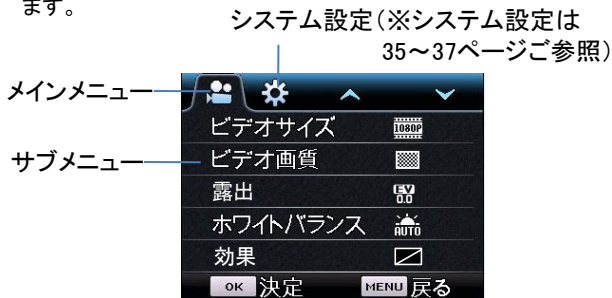 ます。
システム設定（※システム設定は
35～37ページご参照）
メインメニュー
サブメニュー
ビデオサイズ 1080P
ビデオ画質
露出 EV 0.0
ホワイトバランス AUTO
効果
OK 決定 MENU 戻る